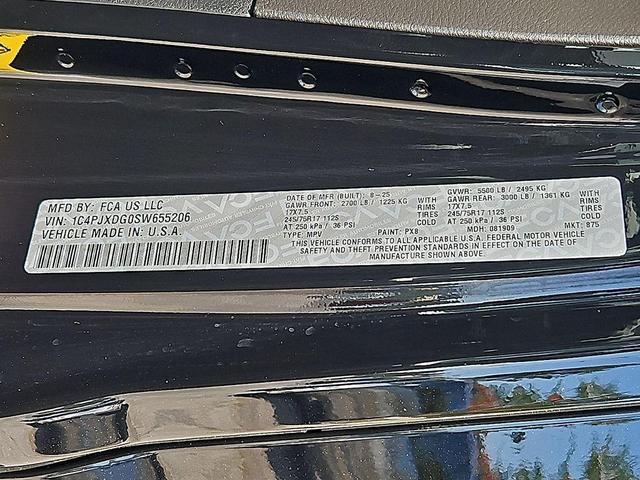 MFD BY: FCA US LLC
VIN: 1C4PJXDG0SW655206
VEHICLE MADE IN: U.S.A.
DATE OF MFR (BUILT): 8-25 GVWR: 5500 LB / 2495 KG
GAWR FRONT: 2700 LB / 1225 KG WITH GAWR REAR: 3000 LB / 1361 KG WITH
17X7.5 RIMS 17X7.5 RIMS
245/75R17 112S TIRES 245/75R17 112S TIRES
AT 250 kPa / 36 PSI COLD AT 250 kPa / 36 PSI COLD
TYPE: MPV PAINT: PX8 MDH: 081909 MKT: 875
THIS VEHICLE CONFORMS TO ALL APPLICABLE U.S.A. FEDERAL MOTOR VEHICLE
SAFETY AND THEFT PREVENTION STANDARDS IN EFFECT ON THE DATE OF
MANUFACTURE SHOWN ABOVE.